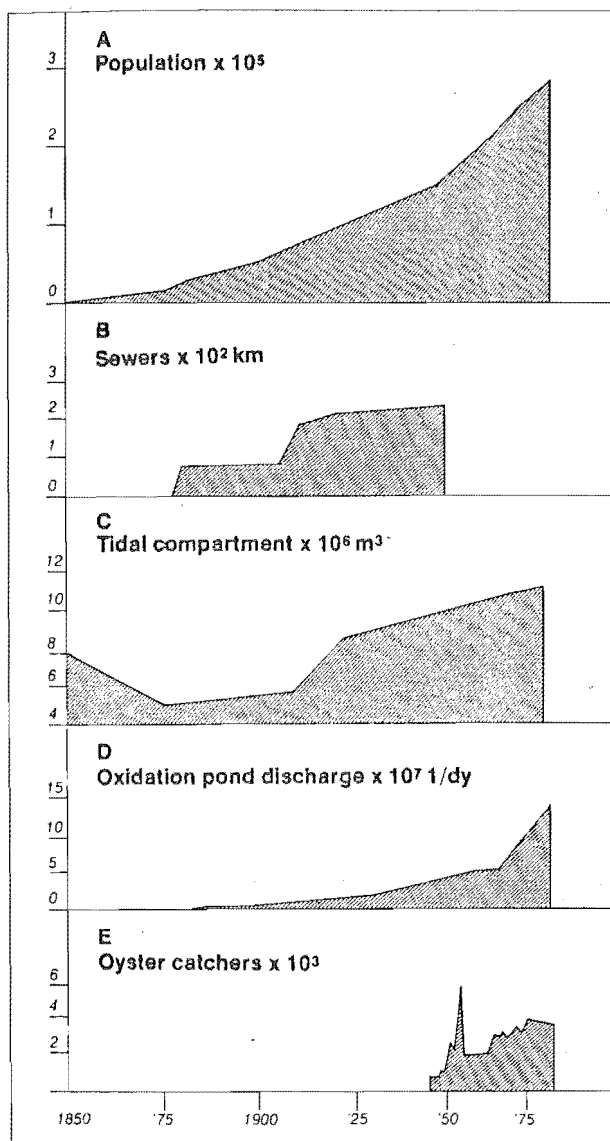 A
Population x 10⁵
3
2
1
0
B
Sewers x 10² km
3
2
1
0
C
Tidal compartment x 10⁶ m³
12
10
8
6
4
D
Oxidation pond discharge x 10⁷ 1/dy
15
10
5
0
E
Oyster catchers x 10³
6
4
2
1850 '75 1900 '25 '50 '75